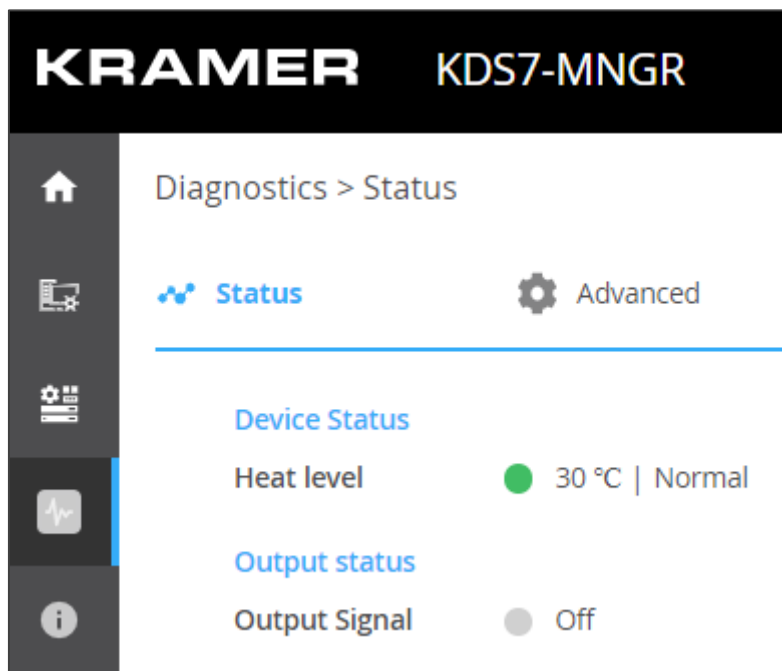 KRAMER KDS7-MNGR
Diagnostics > Status
Status Advanced
Device Status
Heat level 30 °C | Normal
Output status
Output Signal Off